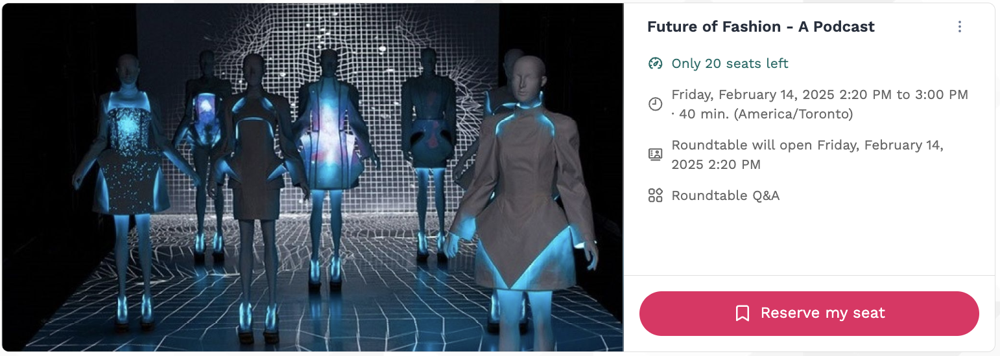 Future of Fashion - A Podcast
Only 20 seats left
Friday, February 14, 2025 2:20 PM to 3:00 PM
· 40 min. (America/Toronto)
Roundtable will open Friday, February 14,
2025 2:20 PM
Roundtable Q&A
Reserve my seat